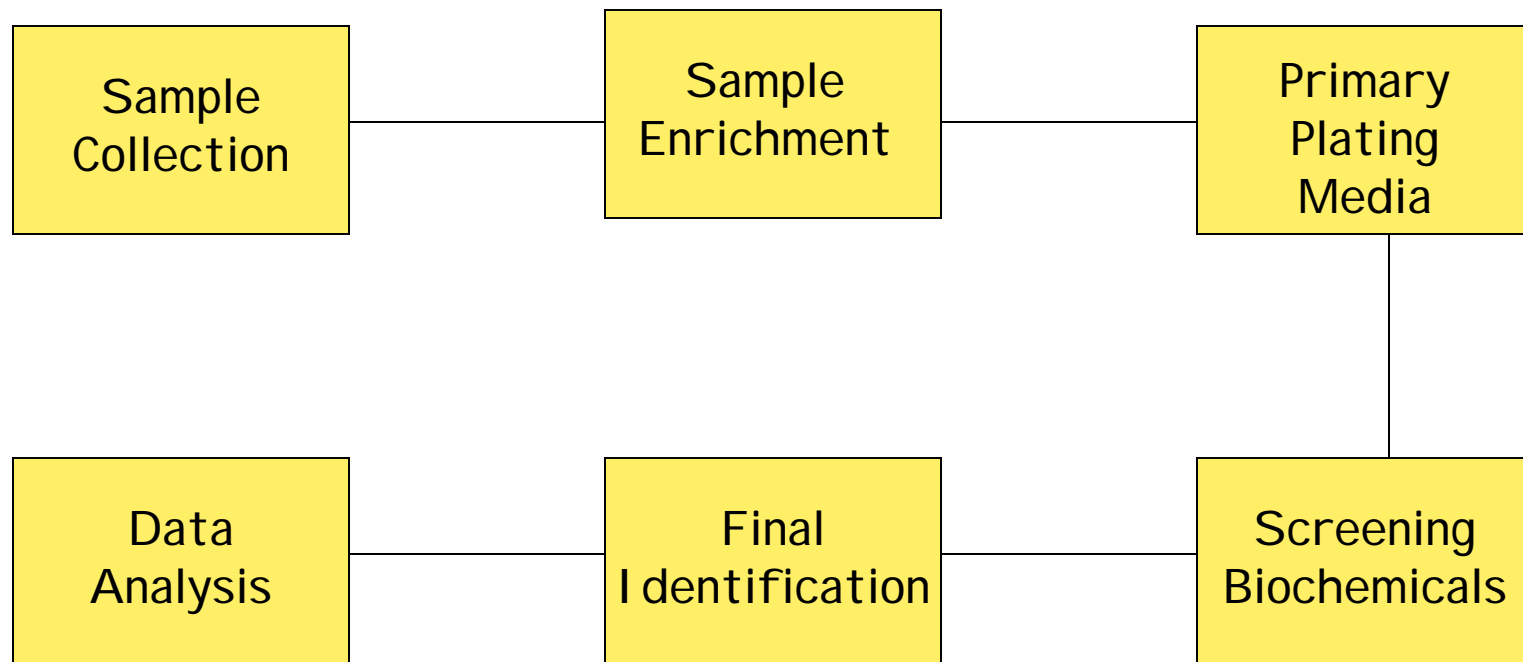 Sample
Collection
Sample
Enrichment
Primary
Plating
Media
Data
Analysis
Final
Identification
Screening
Biochemicals